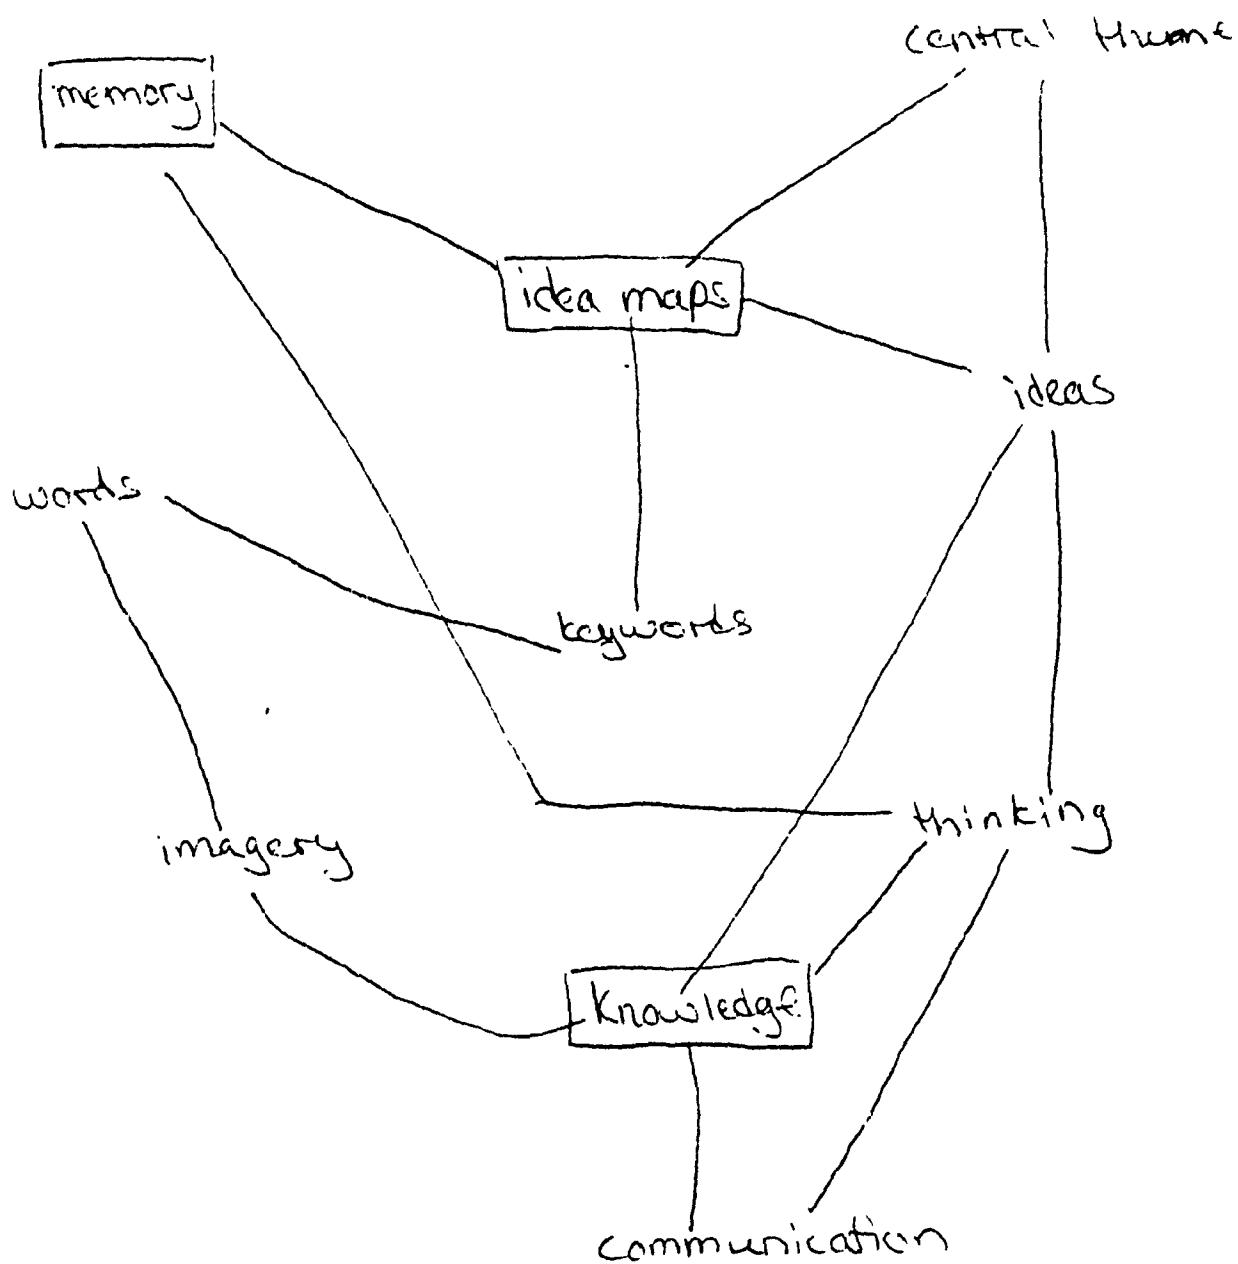 central theme
memory
idea maps
ideas
words
keywords
thinking
imagery
Knowledge
communication